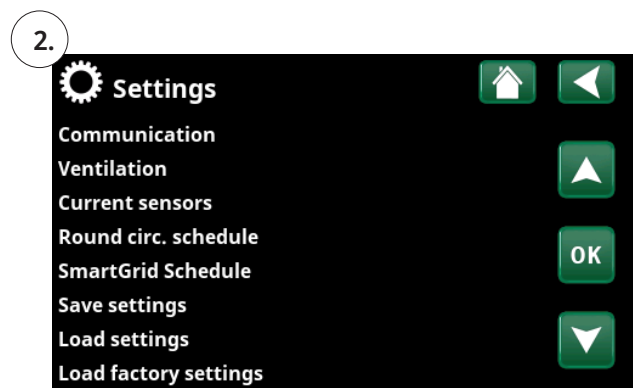 2.
Settings
Communication
Ventilation
Current sensors
Round circ. schedule
OK
SmartGrid Schedule
Save settings
Load settings
Load factory settings